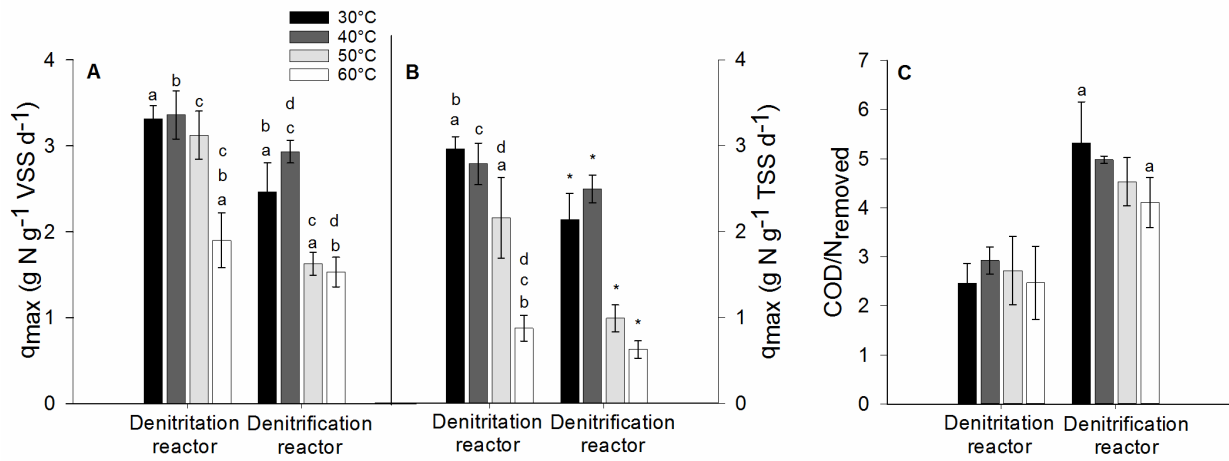 30°C
40°C
50°C
60°C
A
qmax (g N g-1 VSS d-1)
4
3
2
1
0
a
b
c
c
b
a
b
a
d
c
c
a
d
b
Denitritation
reactor
Denitrification
reactor
B
b
a
c
d
a
d
c
b
*
*
*
*
Denitritation
reactor
Denitrification
reactor
4
3
2
1
0
qmax (g N g-1 TSS d-1)
C
COD/Nremoved
7
6
5
4
3
2
1
0
a
a
Denitritation
reactor
Denitrification
reactor